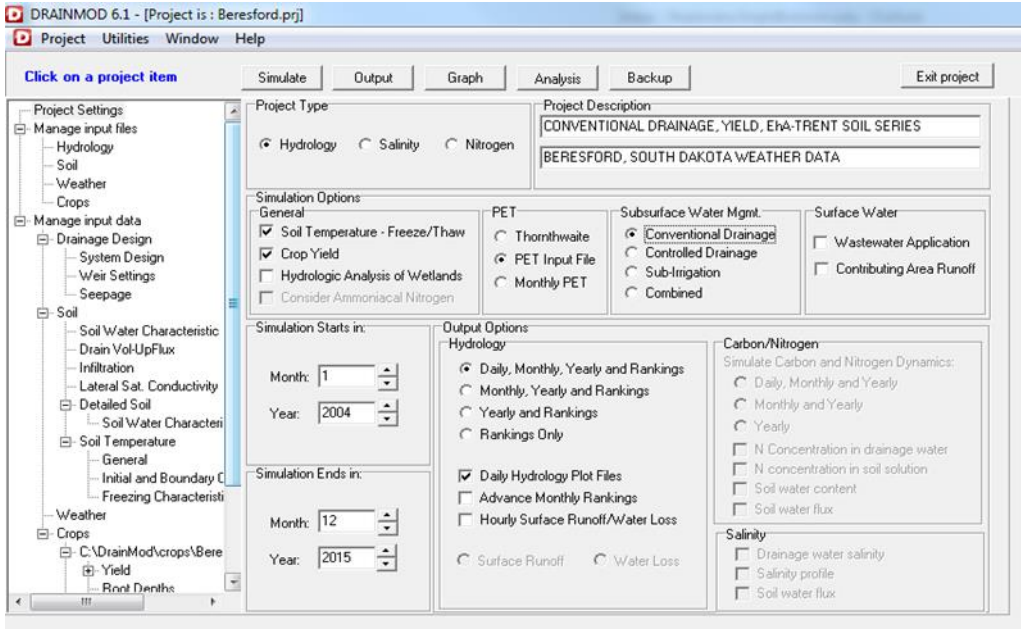 DRAINMOD 6.1 - [Project is : Beresford.prj]
Project Utilities Window Help
Click on a project item
Simulate Output Graph Analysis Backup Exit project
Project Settings
Manage input files
Hydrology
Soil
Weather
Crops
Manage input data
Drainage Design
System Design
Weir Settings
Seepage
Soil
Soil Water Characteristic
Drain Vol-UpFlux
Infiltration
Lateral Sat. Conductivity
Detailed Soil
Soil Water Characteri
Soil Temperature
General
Initial and Boundary C
Freezing Characteristi
Weather
Crops
C:\DrainMod\crops\Bere
Yield
Root Depths
Project Type
Hydrology Salinity Nitrogen
Project Description
CONVENTIONAL DRAINAGE, YIELD, EhA-TRENT SOIL SERIES
BERESFORD, SOUTH DAKOTA WEATHER DATA
Simulation Options
General
Soil Temperature - Freeze/Thaw
Crop Yield
Hydrologic Analysis of Wetlands
Consider Ammoniacal Nitrogen
PET
Thornthwaite
PET Input File
Monthly PET
Subsurface Water Mgmt.
Conventional Drainage
Controlled Drainage
Sub-Irrigation
Combined
Surface Water
Wastewater Application
Contributing Area Runoff
Simulation Starts in:
Month: 1
Year: 2004
Simulation Ends in:
Month: 12
Year: 2015
Output Options
Hydrology
Daily, Monthly, Yearly and Rankings
Monthly, Yearly and Rankings
Yearly and Rankings
Rankings Only
Daily Hydrology Plot Files
Advance Monthly Rankings
Hourly Surface Runoff/Water Loss
Surface Runoff Water Loss
Carbon/Nitrogen
Simulate Carbon and Nitrogen Dynamics:
Daily, Monthly and Yearly
Monthly and Yearly
Yearly
N Concentration in drainage water
N concentration in soil solution
Soil water content
Soil water flux
Salinity
Drainage water salinity
Salinity profile
Soil water flux